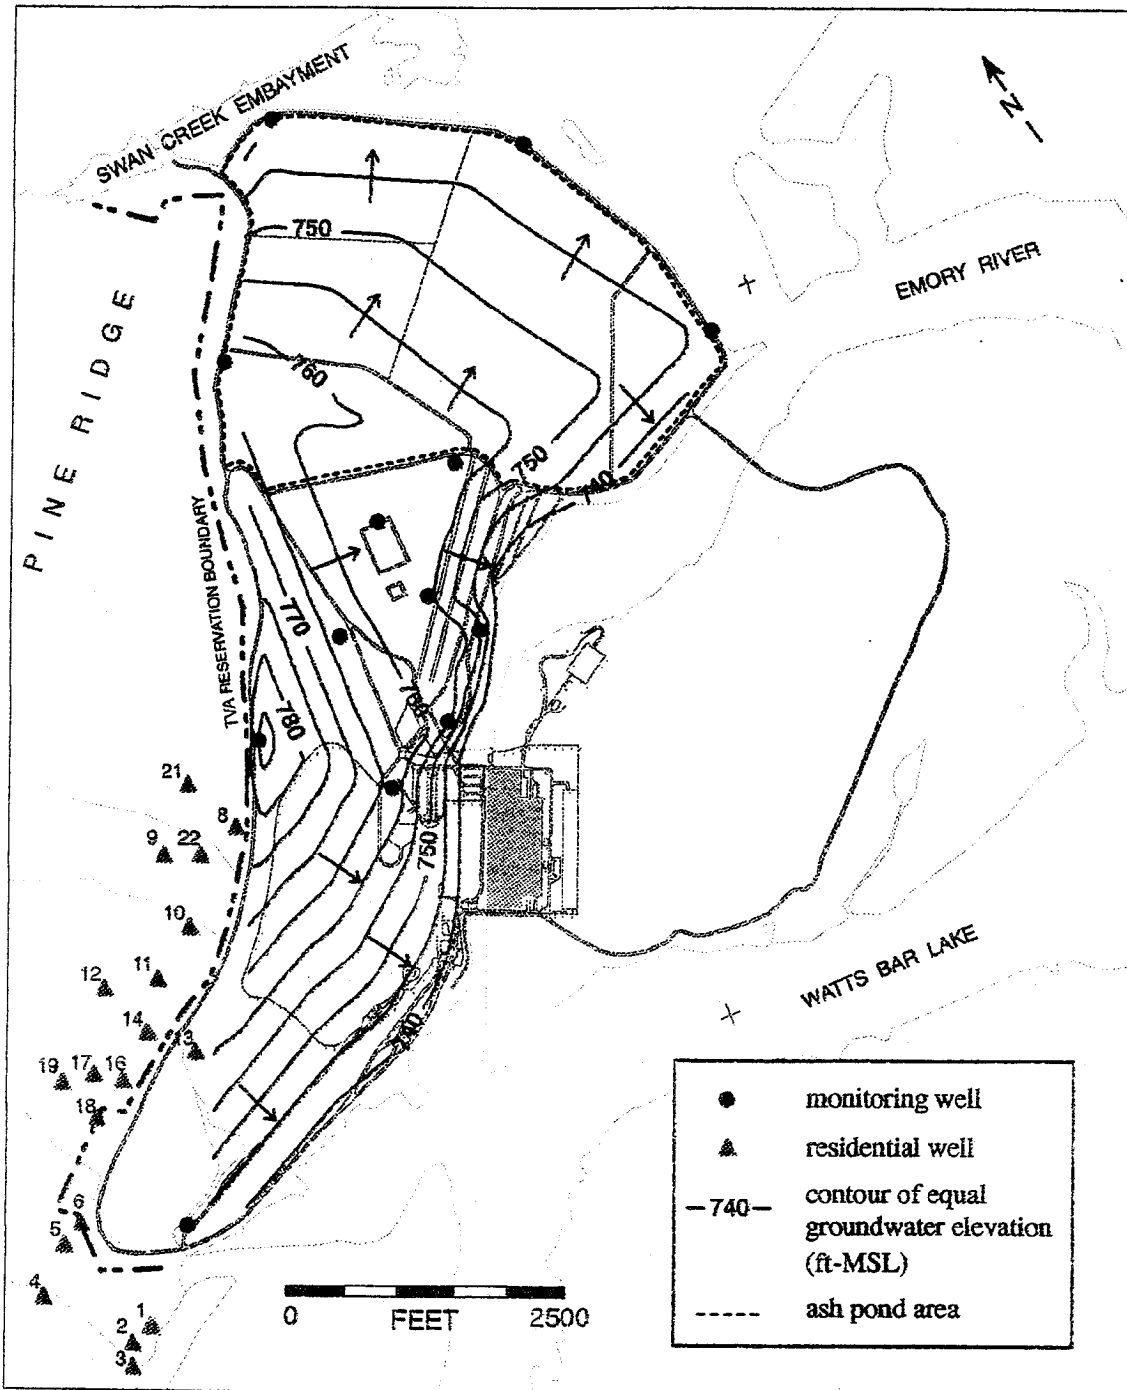 SWAN CREEK EMBAYMENT
N
EMORY RIVER
PINE RIDGE
750
760
750
740
TVA RESERVATION BOUNDARY
770
780
760
750
740
21
8
9
22
10
12
11
14
13
19
17
16
18
6
5
4
1
2
3
WATTS BAR LAKE
monitoring well
residential well
-740-
contour of equal
groundwater elevation
(ft-MSL)
ash pond area
0
FEET
2500